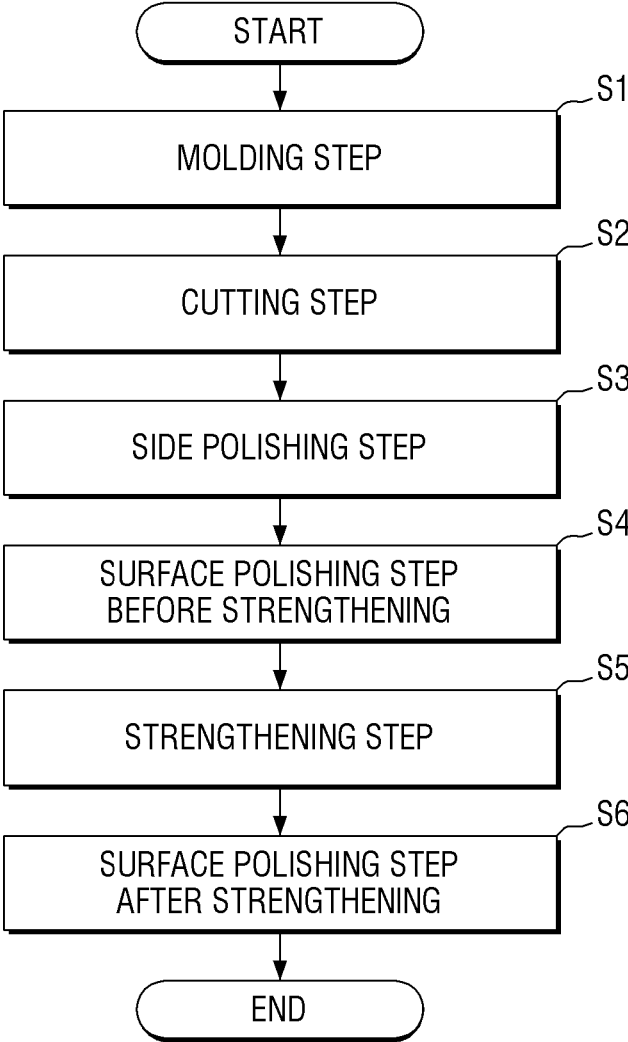 START
S1
MOLDING STEP
S2
CUTTING STEP
S3
SIDE POLISHING STEP
S4
SURFACE POLISHING STEP
BEFORE STRENGTHENING
S5
STRENGTHENING STEP
S6
SURFACE POLISHING STEP
AFTER STRENGTHENING
END